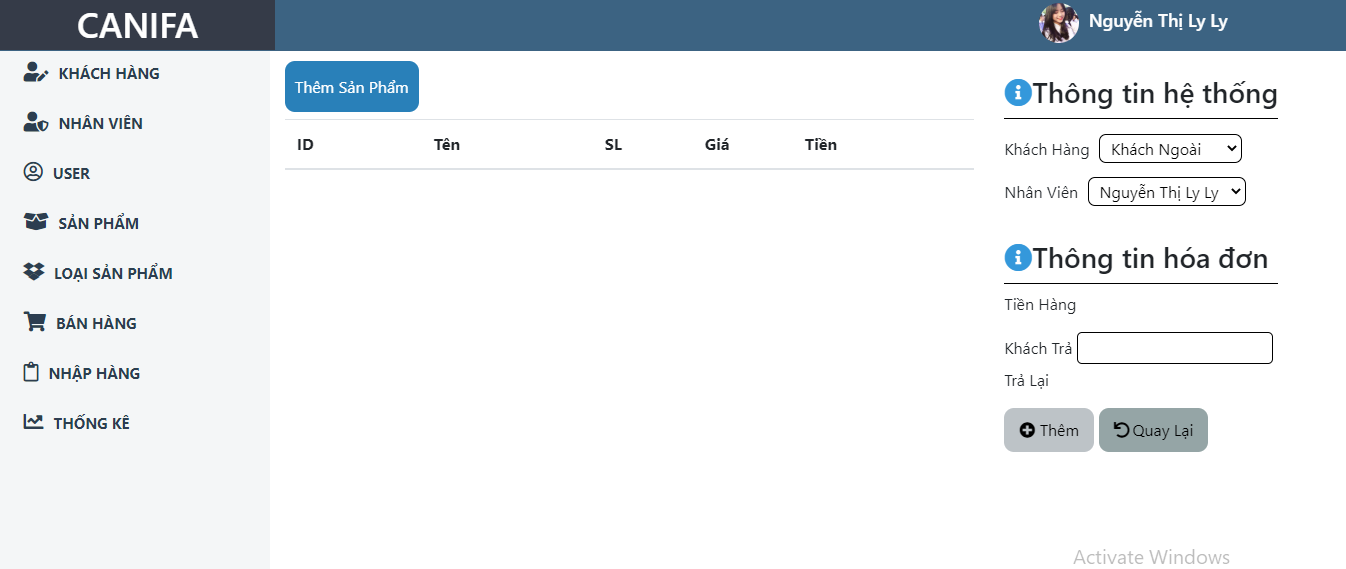 CANIFA
Nguyễn Thị Ly Ly
KHÁCH HÀNG
NHÂN VIÊN
USER
SẢN PHẨM
LOẠI SẢN PHẨM
BÁN HÀNG
NHẬP HÀNG
THỐNG KÊ
Thêm Sản Phẩm
ID Tên SL Giá Tiền
Thông tin hệ thống
Khách Hàng Khách Ngoài
Nhân Viên Nguyễn Thị Ly Ly
Thông tin hóa đơn
Tiền Hàng
Khách Trả
Trả Lại
Thêm Quay Lại
Activate Windows